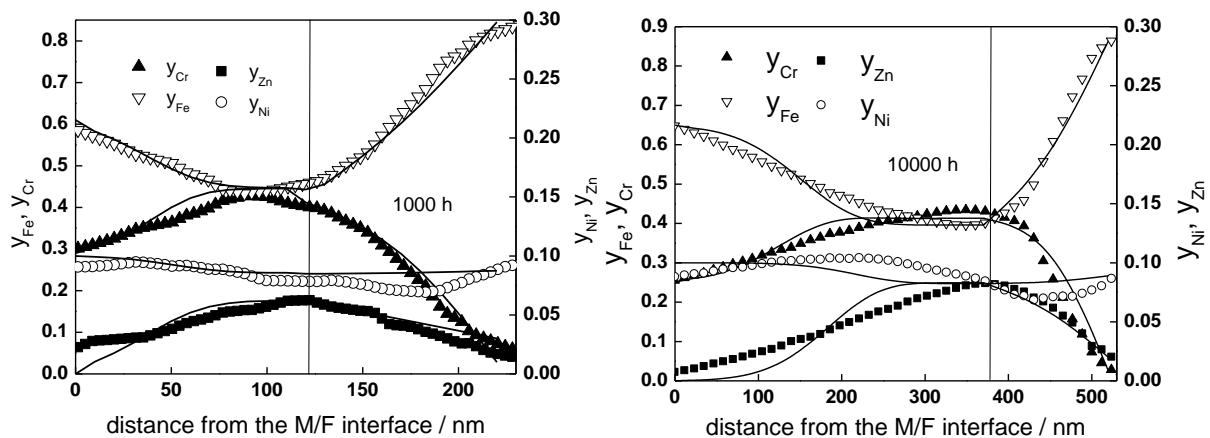 0.8
0.7
0.6
0.5
0.4
0.3
0.2
0.1
0.0
y_Fe, y_Cr
y_Cr
y_Zn
y_Fe
y_Ni
1000 h
0.30
0.25
0.20
0.15
0.10
0.05
0.00
y_Ni, y_Zn
0
50
100
150
200
distance from the M/F interface / nm
0.9
0.8
0.7
0.6
0.5
0.4
0.3
0.2
0.1
0.0
y_Fe, y_Cr
y_Cr
y_Zn
y_Fe
y_Ni
10000 h
0.30
0.25
0.20
0.15
0.10
0.05
0.00
y_Ni, y_Zn
0
100
200
300
400
500
distance from the M/F interface / nm